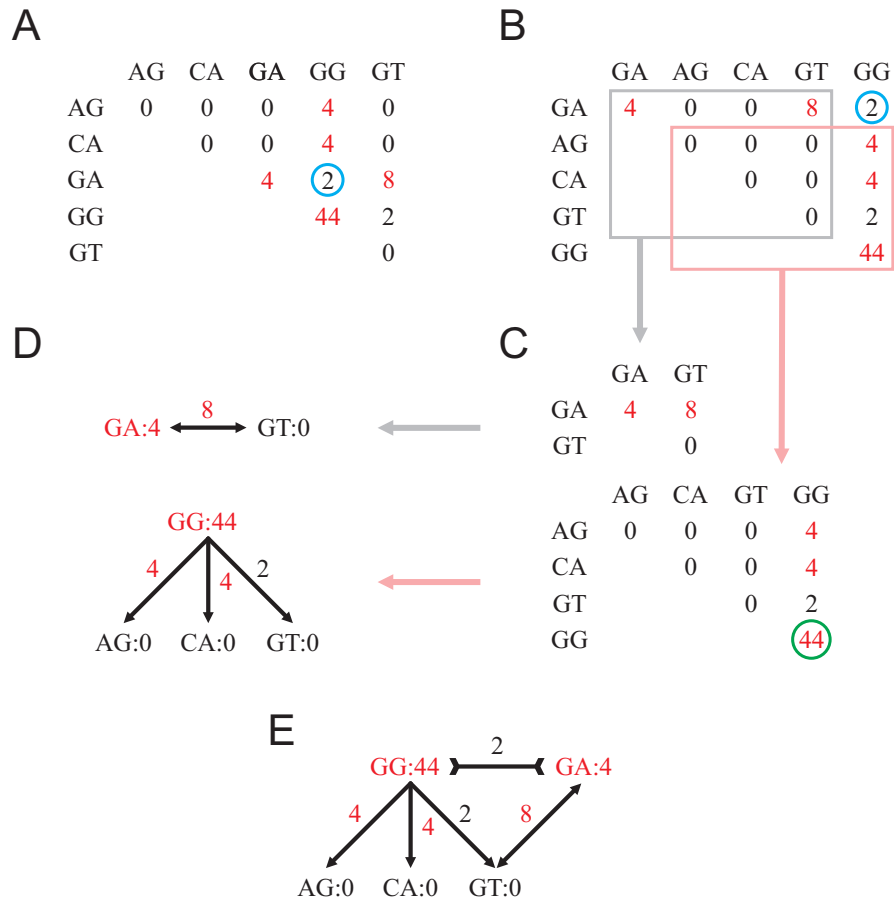 A
AG CA GA GG GT
AG 0 0 0 4 0
CA 0 0 4 0
GA 4 2 8
GG 44 2
GT 0
B
GA AG CA GT GG
GA 4 0 0 8 2
AG 0 0 0 4
CA 0 0 4
GT 0 2
GG 44
C
GA GT
GA 4 8
GT 0
AG CA GT GG
AG 0 0 0 4
CA 0 0 4
GT 0 2
GG 44
D
8
GA:4 GT:0
GG:44
4 4 2
AG:0 CA:0 GT:0
E
2
GG:44 GA:4
4 4 2 8
AG:0 CA:0 GT:0